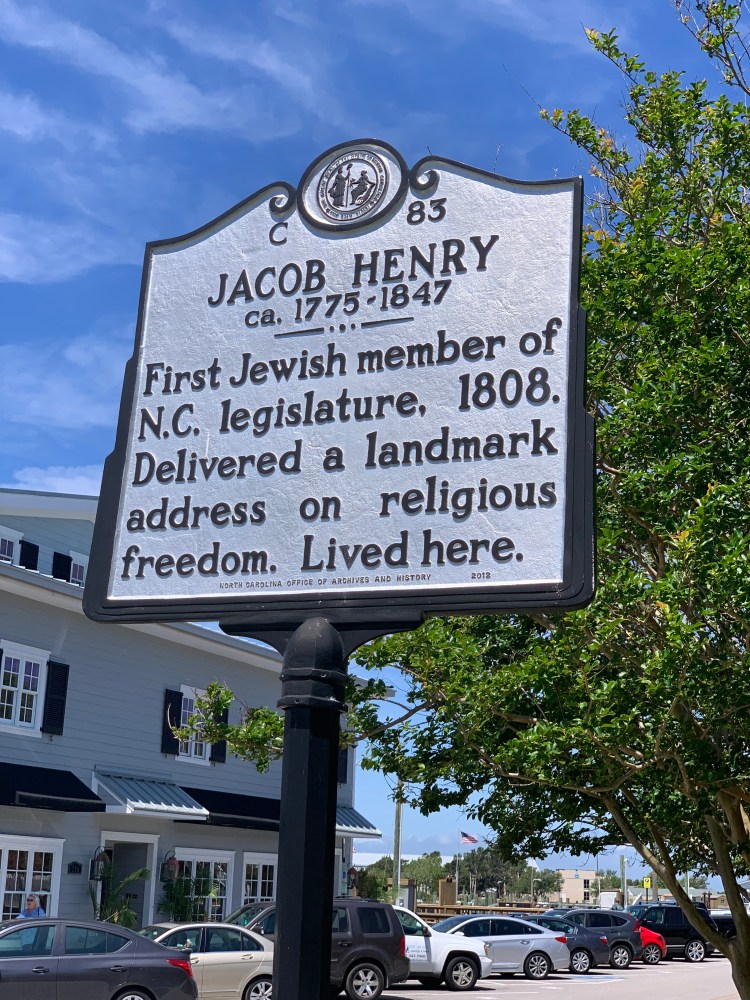 C 83
JACOB HENRY
ca. 1775-1847
First Jewish member of
N.C. legislature, 1808.
Delivered a landmark
address on religious
freedom. Lived here.
NORTH CAROLINA OFFICE OF ARCHIVES AND HISTORY 2012